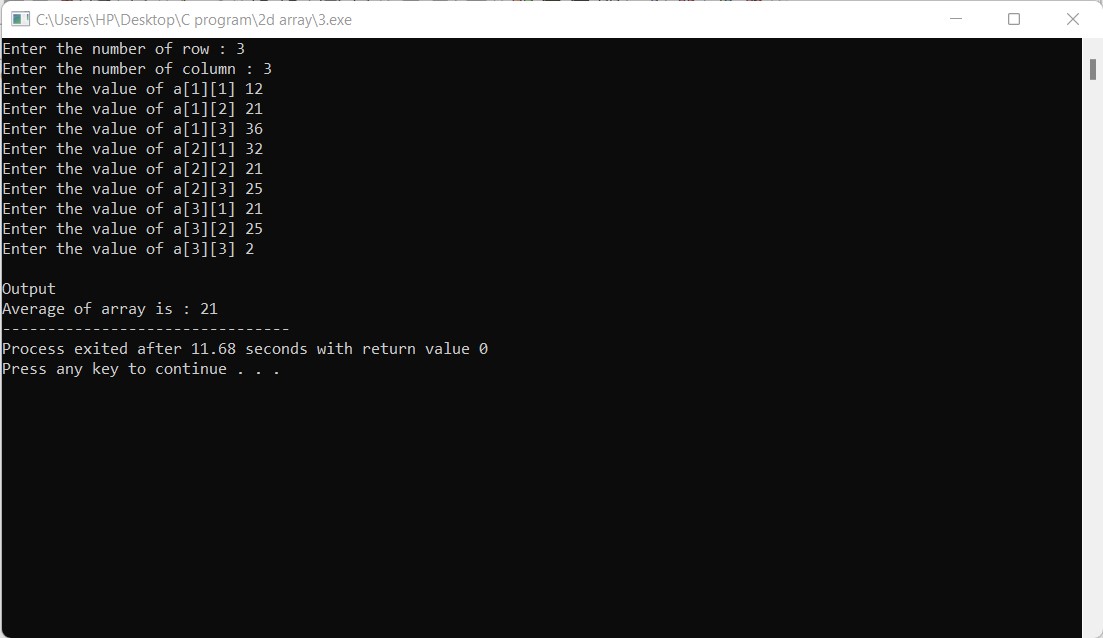 C:\Users\HP\Desktop\C program\2d array\3.exe
Enter the number of row : 3
Enter the number of column : 3
Enter the value of a[1][1] 12
Enter the value of a[1][2] 21
Enter the value of a[1][3] 36
Enter the value of a[2][1] 32
Enter the value of a[2][2] 21
Enter the value of a[2][3] 25
Enter the value of a[3][1] 21
Enter the value of a[3][2] 25
Enter the value of a[3][3] 2

Output
Average of array is : 21
--------------------------------
Process exited after 11.68 seconds with return value 0
Press any key to continue . . .